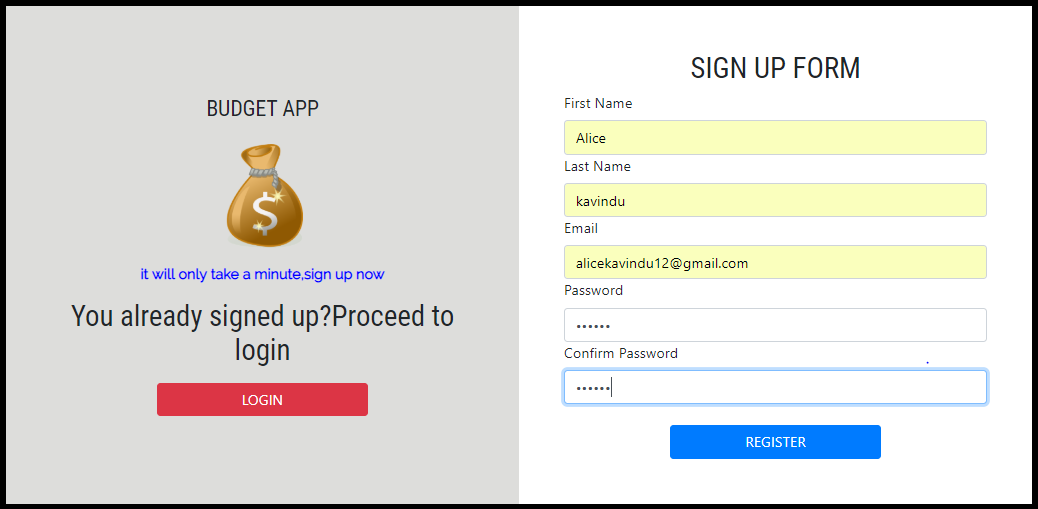 BUDGET APP
$
it will only take a minute,sign up now
You already signed up?Proceed to
login
LOGIN
SIGN UP FORM
First Name
Alice
Last Name
kavindu
Email
alicekavindu12@gmail.com
Password
••••••
Confirm Password
••••••
REGISTER